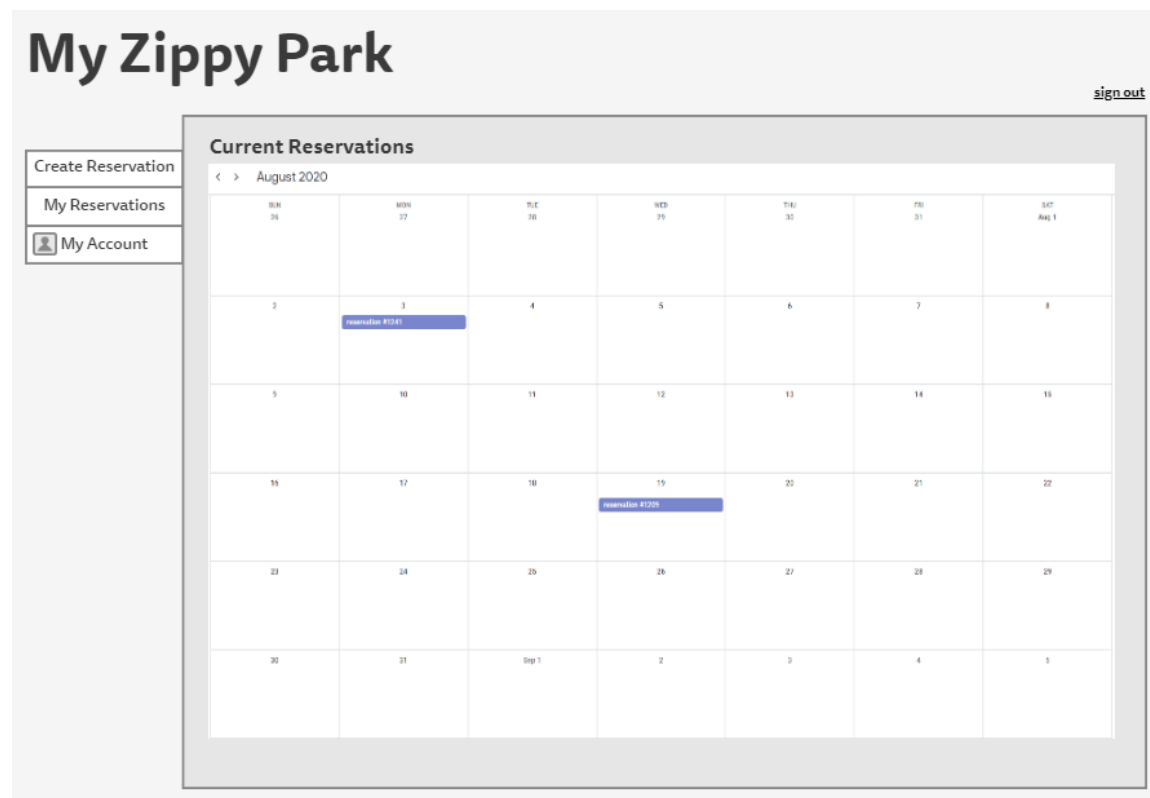 My Zippy Park
sign out
Current Reservations
Create Reservation
My Reservations
My Account
< > August 2020
SUN MON TUE WED THU FRI SAT
26 27 28 29 30 31 Aug 1
2 3 4 5 6 7 8
reservation #1241
9 10 11 12 13 14 15
16 17 18 19 20 21 22
reservation #1209
23 24 25 26 27 28 29
30 31 Sep 1 2 3 4 5